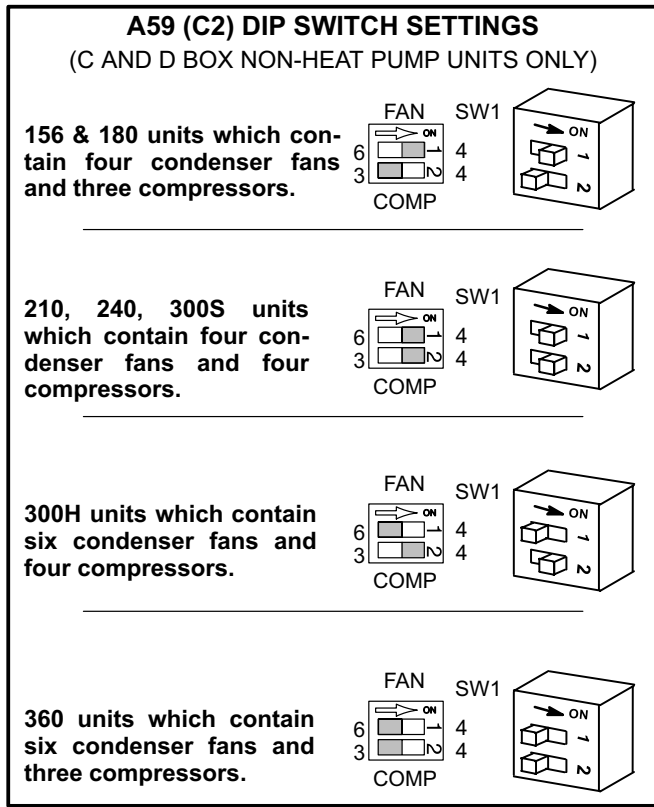 A59 (C2) DIP SWITCH SETTINGS
(C AND D BOX NON-HEAT PUMP UNITS ONLY)
156 & 180 units which con-
tain four condenser fans
and three compressors.
FAN SW1
ON
6 1 4
3 2 4
COMP
ON
1
2
210, 240, 300S units
which contain four con-
denser fans and four
compressors.
FAN SW1
ON
6 1 4
3 2 4
COMP
ON
1
2
300H units which contain
six condenser fans and
four compressors.
FAN SW1
ON
6 1 4
3 2 4
COMP
ON
1
2
360 units which contain
six condenser fans and
three compressors.
FAN SW1
ON
6 1 4
3 2 4
COMP
ON
1
2